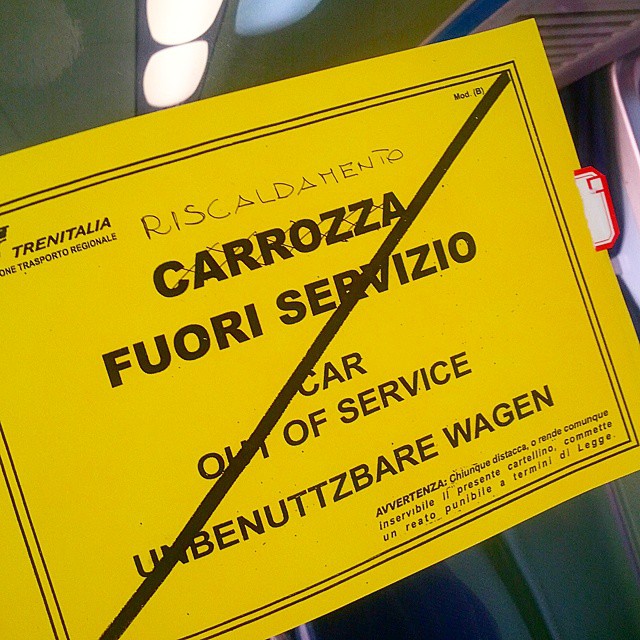 Mod. (B)
TRENITALIA
ONE TRASPORTO REGIONALE
RISCALDAMENTO
CARROZZA
FUORI SERVIZIO
CAR
OUT OF SERVICE
UNBENUTTZBARE WAGEN
AVVERTENZA: Chiunque distacca, o rende comunque
inservibile il presente cartellino, commette
un reato punibile a termini di Legge.